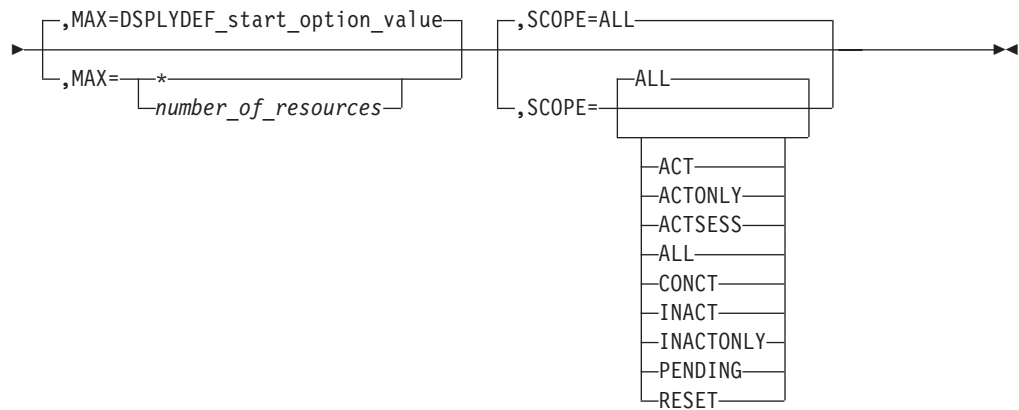 ,MAX=DSPLYDEF_start_option_value ,SCOPE=ALL
,MAX= * ALL
number_of_resources ,SCOPE=
ACT
ACTONLY
ACTSESS
ALL
CONCT
INACT
INACTONLY
PENDING
RESET